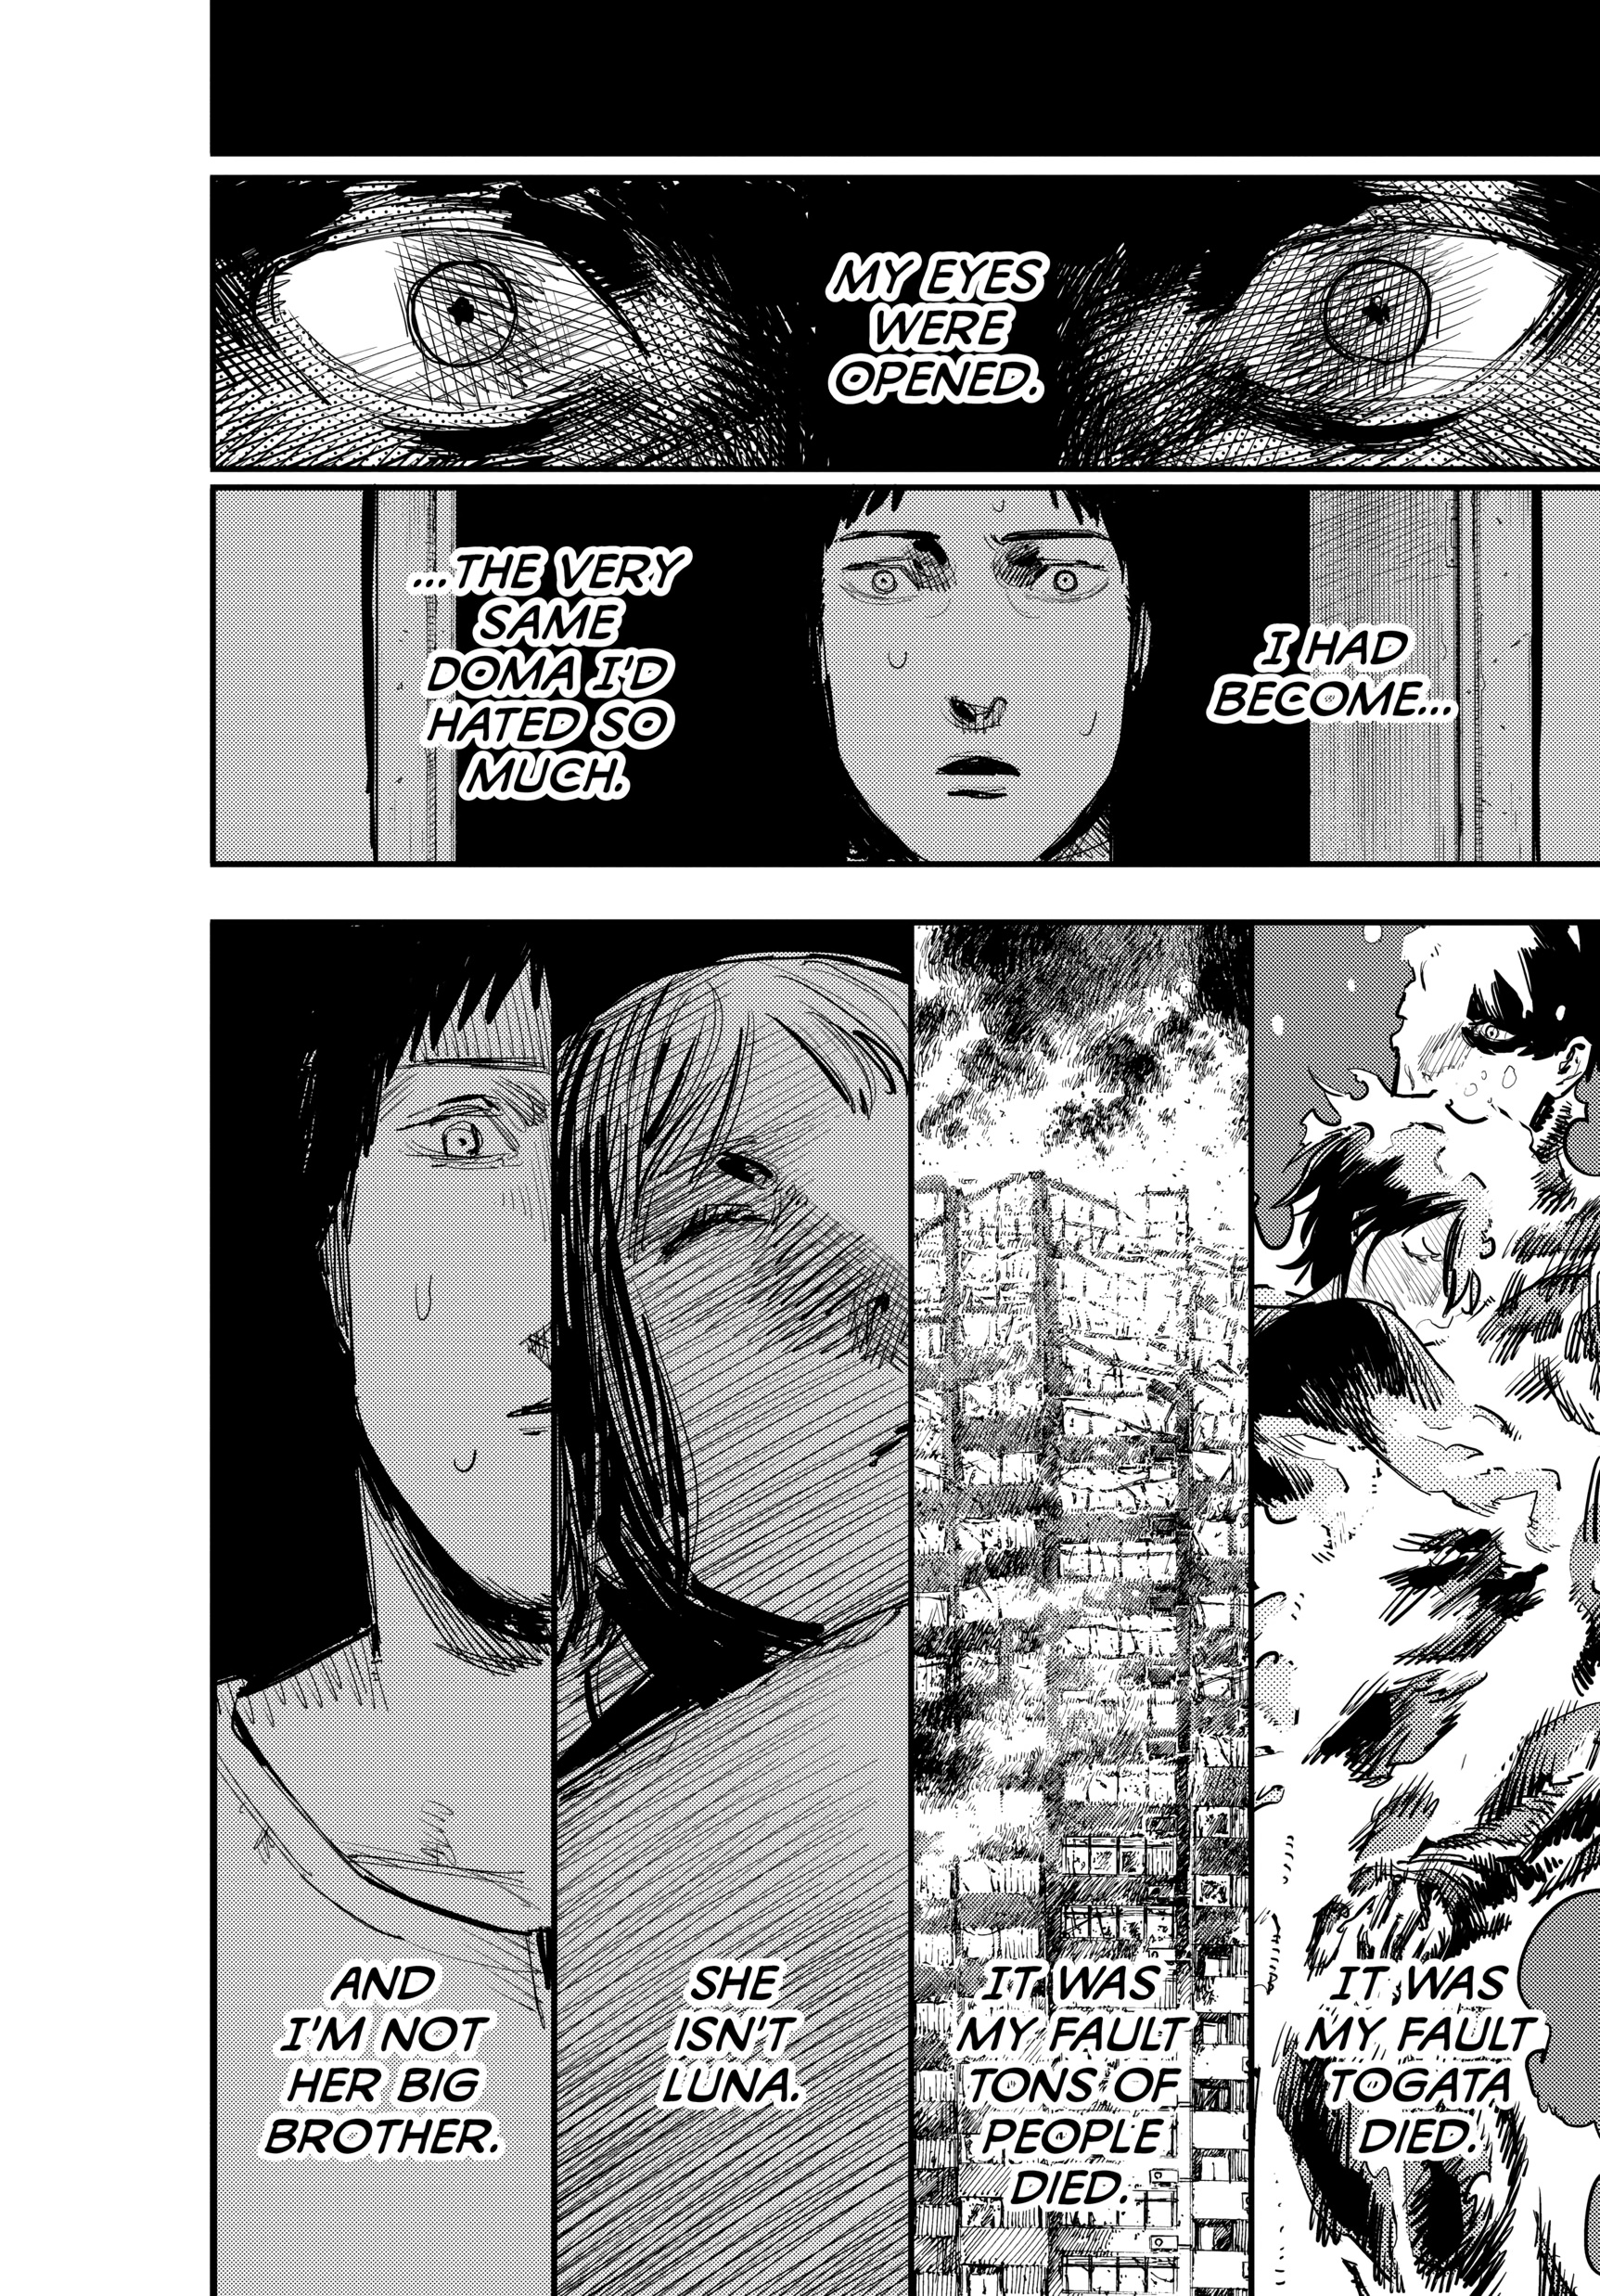 MY EYES
WERE
OPENED.
I HAD
BECOME...
...THE VERY
SAME
DOMA I'D
HATED SO
MUCH.
IT WAS
MY FAULT
TOGATA
DIED.
IT WAS
MY FAULT
TONS OF
PEOPLE
DIED.
SHE
ISN'T
LUNA.
AND
I'M NOT
HER BIG
BROTHER.